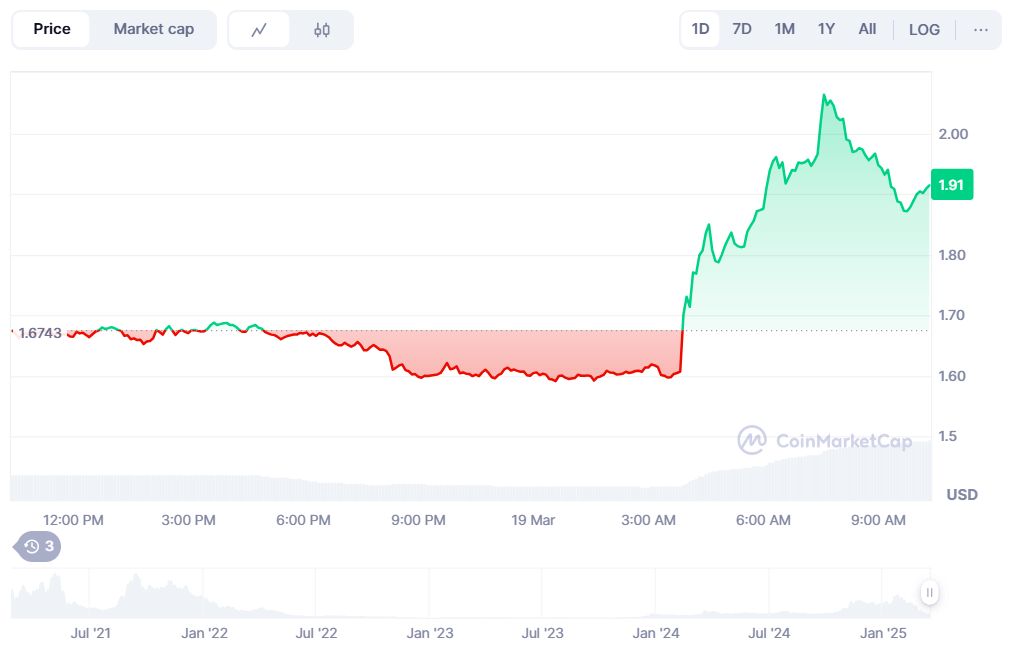 Price Market cap 1D 7D 1M 1Y All LOG ...
2.00
1.91
1.80
1.70
1.6743
1.60
1.5
CoinMarketCap
USD
12:00 PM 3:00 PM 6:00 PM 9:00 PM 19 Mar 3:00 AM 6:00 AM 9:00 AM
3
Jul '21 Jan '22 Jul '22 Jan '23 Jul '23 Jan '24 Jul '24 Jan '25